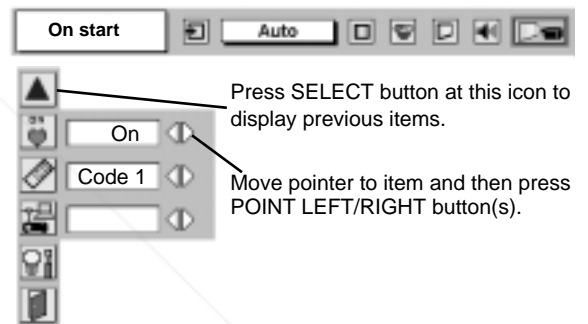 On start
Auto
Press SELECT button at this icon to
display previous items.
ON
On
Code 1
Move pointer to item and then press
POINT LEFT/RIGHT button(s).